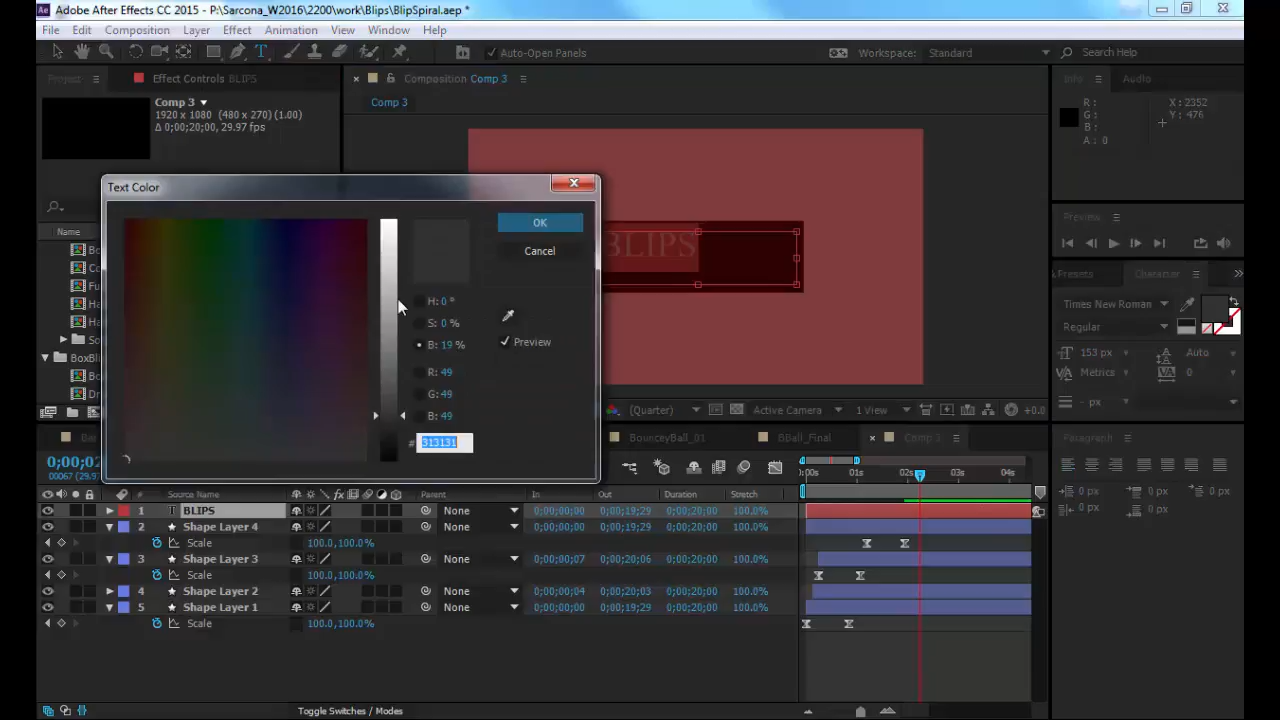 Adobe After Effects CC 2015 - P:\Sarcona_W2016\2200\work\Blips\BlipSpiral.aep *
File Edit Composition Layer Effect Animation View Window Help
Auto-Open Panels
Workspace: Standard
Search Help
Project
Effect Controls BLIPS
Composition Comp 3
Info
Audio
Comp 3
1920 x 1080 (480 x 270) (1.00)
Δ 0;00;20;00, 29.97 fps
Comp 3
R:
G:
B:
A: 0
X: 2352
Y: 476
Text Color
OK
Cancel
H: 0 °
S: 0 %
B: 19 %
R: 49
G: 49
B: 49
# 313131
Preview
BLIPS
Name
Preview
Presets
Character
Times New Roman
Regular
153 px
Auto
Metrics
0
- px
(Quarter)
Active Camera
1 View
+0.0
BounceyBall_01
BBall_Final
Comp 3
Paragraph
0 px
0 px
0 px
0 px
0 px
00067 (29.9
00s 01s 02s 03s 04s
# Source Name
Parent
In
Out
Duration
Stretch
1 T BLIPS None 0;00;00;00 0;00;19;29 0;00;20;00 100.0%
2 Shape Layer 4 None 0;00;00;00 0;00;19;29 0;00;20;00 100.0%
Scale 100.0,100.0%
3 Shape Layer 3 None 0;00;00;07 0;00;20;06 0;00;20;00 100.0%
Scale 100.0,100.0%
4 Shape Layer 2 None 0;00;00;04 0;00;20;03 0;00;20;00 100.0%
5 Shape Layer 1 None 0;00;00;00 0;00;19;29 0;00;20;00 100.0%
Scale 100.0,100.0%
Toggle Switches / Modes